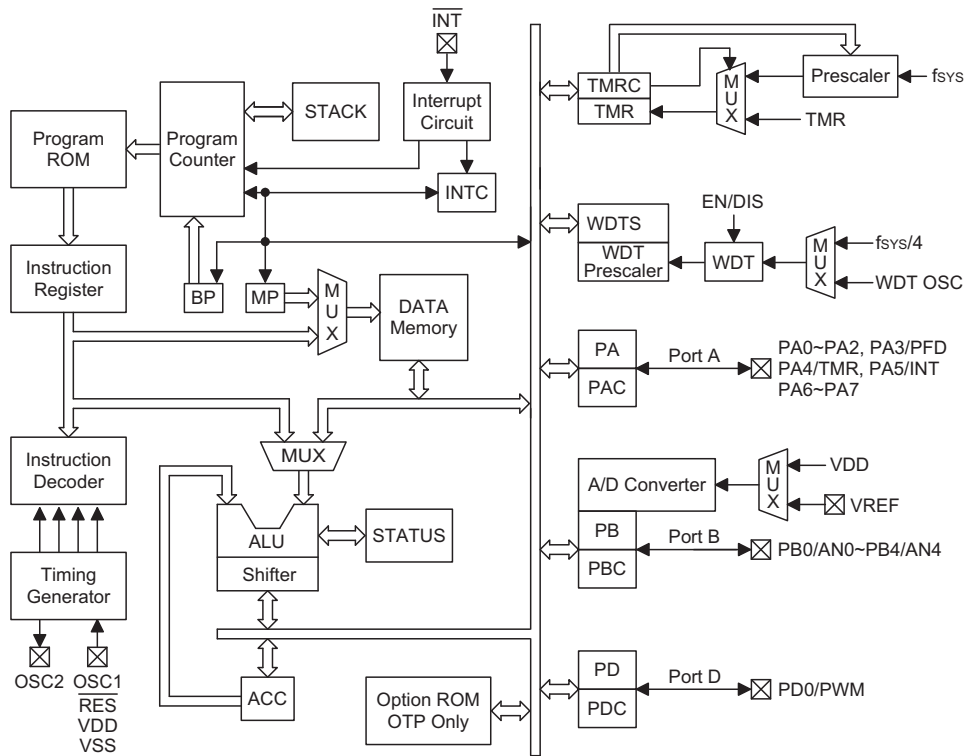 INT
STACK
Interrupt
Circuit
Program
ROM
Program
Counter
INTC
Instruction
Register
BP
MP
MUX
DATA
Memory
MUX
Instruction
Decoder
ALU
Shifter
STATUS
Timing
Generator
OSC2
OSC1
RES
VDD
VSS
ACC
Option ROM
OTP Only
TMRC
TMR
MUX
Prescaler
fSYS
TMR
EN/DIS
WDTS
WDT
Prescaler
WDT
MUX
fSYS/4
WDT OSC
PA
PAC
Port A
PA0~PA2, PA3/PFD
PA4/TMR, PA5/INT
PA6~PA7
A/D Converter
MUX
VDD
VREF
PB
PBC
Port B
PB0/AN0~PB4/AN4
PD
PDC
Port D
PD0/PWM